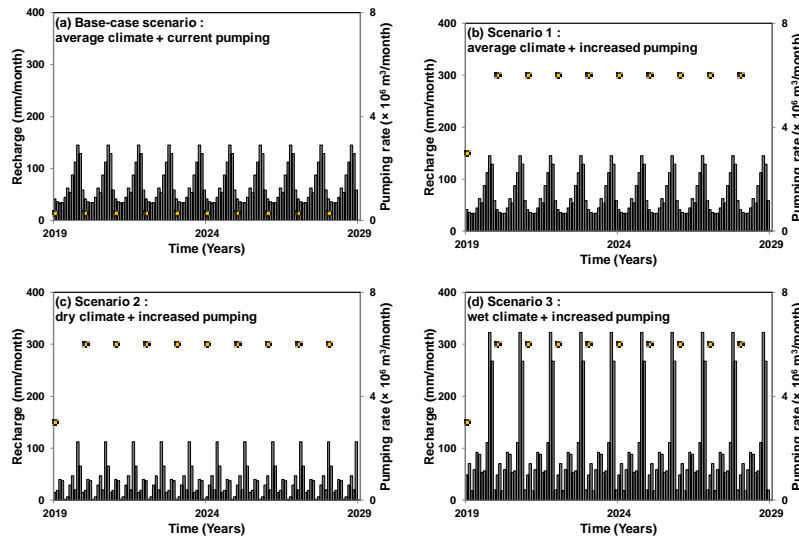 (a) Base-case scenario :
average climate + current pumping
400
300
200
100
0
8
4
0
Recharge (mm/month)
Pumping rate (× 10⁶ m³/month)
2019
2024
2029
Time (Years)
(b) Scenario 1 :
average climate + increased pumping
400
300
200
100
0
8
6
4
2
0
Recharge (mm/month)
Pumping rate (× 10⁶ m³/month)
2019
2024
2029
Time (Years)
(c) Scenario 2 :
dry climate + increased pumping
400
300
200
100
0
8
4
0
Recharge (mm/month)
Pumping rate (× 10⁶ m³/month)
2019
2024
2029
Time (Years)
(d) Scenario 3 :
wet climate + increased pumping
400
300
200
100
0
8
6
4
2
0
Recharge (mm/month)
Pumping rate (× 10⁶ m³/month)
2019
2024
2029
Time (Years)